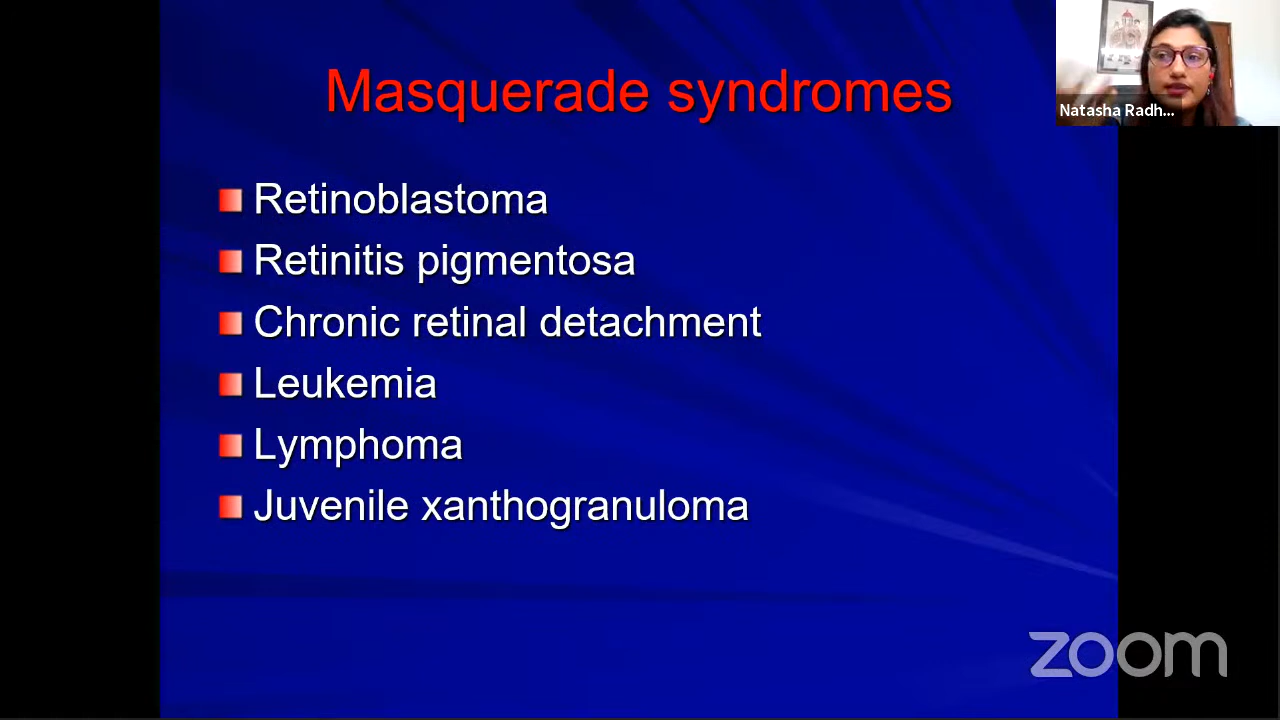 Masquerade syndromes
Natasha Radh...
Retinoblastoma
Retinitis pigmentosa
Chronic retinal detachment
Leukemia
Lymphoma
Juvenile xanthogranuloma
zoom